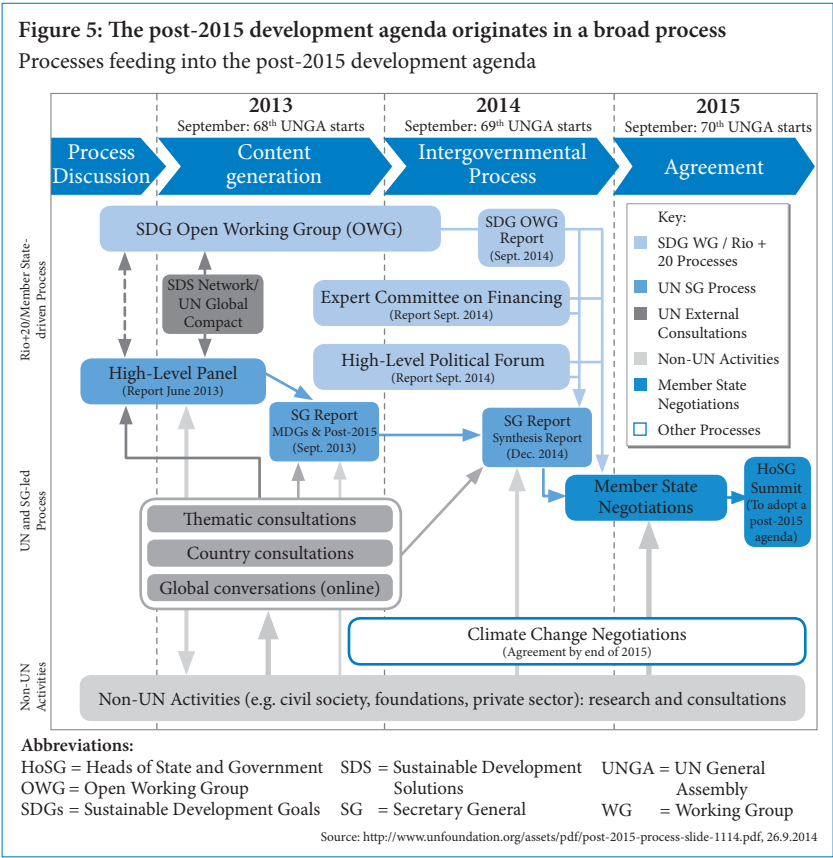 Figure 5: The post-2015 development agenda originates in a broad process
Processes feeding into the post-2015 development agenda
2013
September: 68th UNGA starts
2014
September: 69th UNGA starts
2015
September: 70th UNGA starts
Process
Discussion
Content
generation
Intergovernmental
Process
Agreement
Rio+20/Member State-
driven Process
SDG Open Working Group (OWG)
SDG OWG
Report
(Sept. 2014)
SDS Network/
UN Global
Compact
Expert Committee on Financing
(Report Sept. 2014)
High-Level Political Forum
(Report Sept. 2014)
Key:
SDG WG / Rio +
20 Processes
UN SG Process
UN External
Consultations
Non-UN Activities
Member State
Negotiations
Other Processes
UN and SG-led
Process
High-Level Panel
(Report June 2013)
SG Report
MDGs & Post-2015
(Sept. 2013)
SG Report
Synthesis Report
(Dec. 2014)
Member State
Negotiations
HoSG
Summit
(To adopt a
post-2015
agenda)
Thematic consultations
Country consultations
Global conversations (online)
Non-UN
Activities
Climate Change Negotiations
(Agreement by end of 2015)
Non-UN Activities (e.g. civil society, foundations, private sector): research and consultations
Abbreviations:
HoSG = Heads of State and Government
OWG = Open Working Group
SDGs = Sustainable Development Goals
SDS = Sustainable Development
Solutions
SG = Secretary General
UNGA = UN General
Assembly
WG = Working Group
Source: http://www.unfoundation.org/assets/pdf/post-2015-process-slide-1114.pdf, 26.9.2014